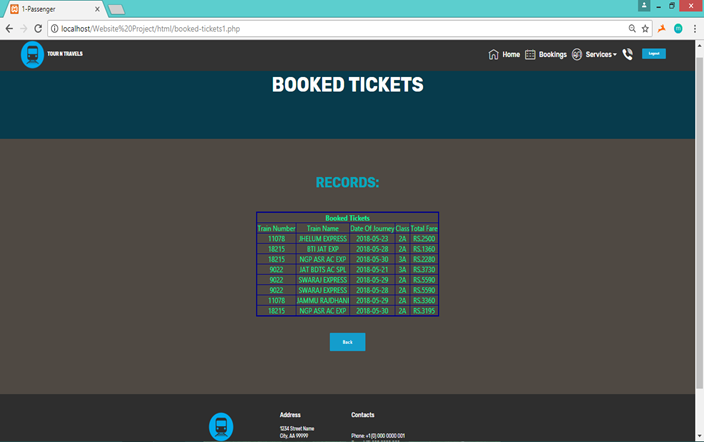 1-Passenger
localhost/Website%20Project/html/booked-tickets1.php
TOUR N TRAVELS
Home
Bookings
Services
Logout
BOOKED TICKETS
RECORDS:
Booked Tickets
Train Number Train Name Date Of Journey Class Total Fare
11078 JHELUM EXPRESS 2018-05-23 2A RS.2500
18215 BTI JAT EXP 2018-05-28 2A RS.1360
18215 NGP ASR AC EXP 2018-05-30 3A RS.2280
9022 JAT BDTS AC SPL 2018-05-21 3A RS.3730
9022 SWARAJ EXPRESS 2018-05-29 2A RS.5590
9022 SWARAJ EXPRESS 2018-05-28 2A RS.5590
11078 JAMMU RAJDHANI 2018-05-29 2A RS.3360
18215 NGP ASR AC EXP 2018-05-30 2A RS.3195
Back
Address
1234 Street Name
City, AA 99999
Contacts
Phone: +1 (0) 000 0000 001